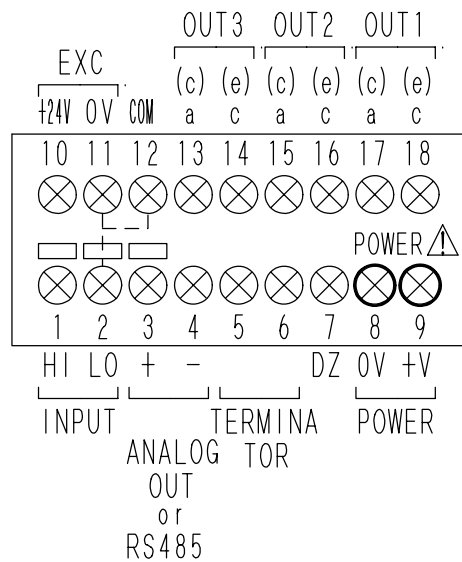 OUT3 OUT2 OUT1
EXC (c) (e) (c) (e) (c) (e)
+24V 0V COM a c a c a c
10 11 12 13 14 15 16 17 18
POWER
1 2 3 4 5 6 7 8 9
HI LO + - DZ 0V +V
INPUT TERMINA POWER
ANALOG TOR
OUT
or
RS485